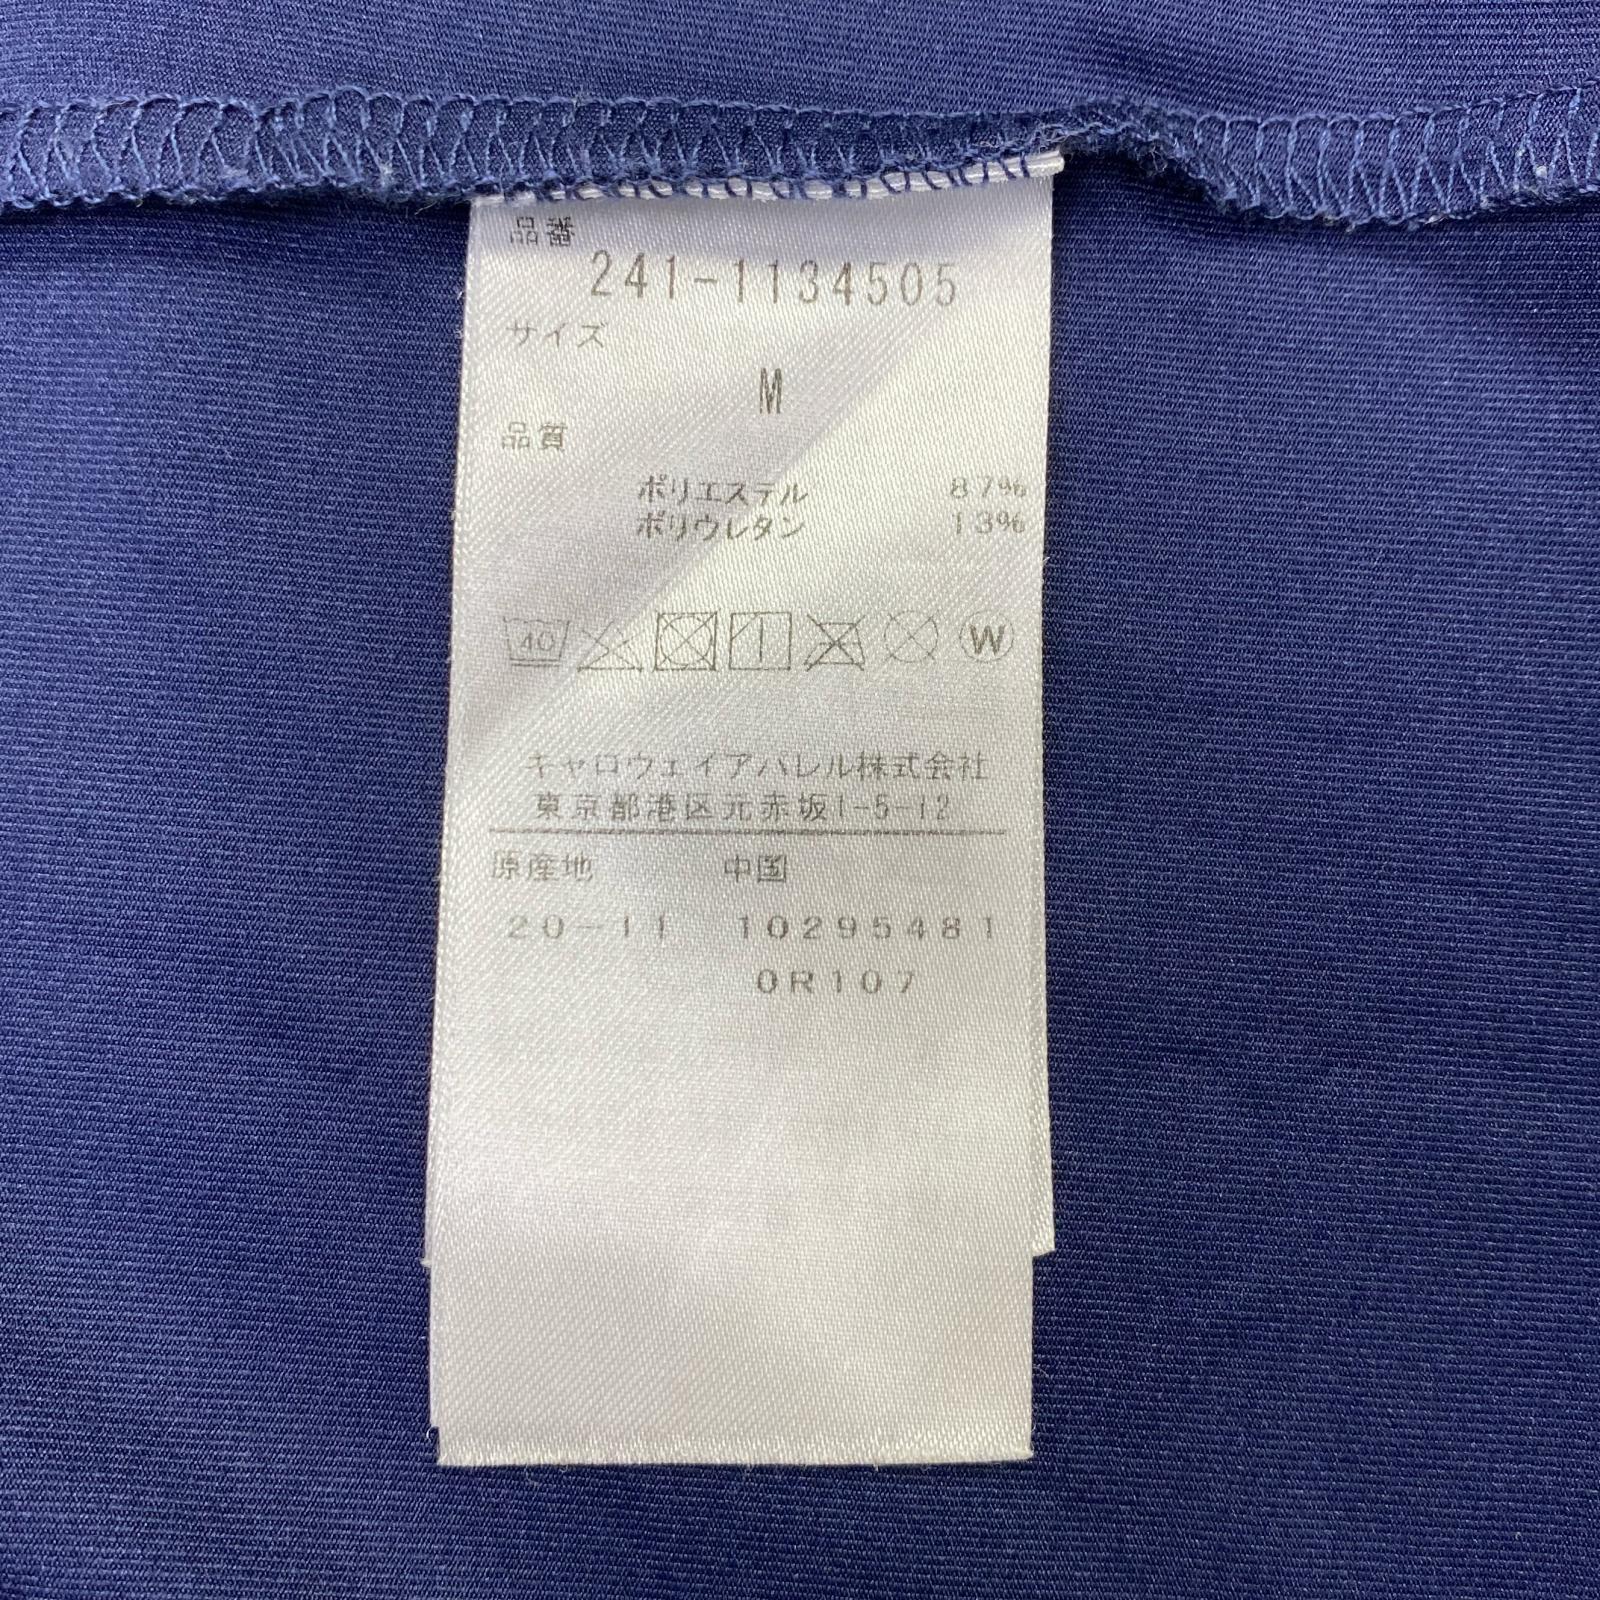 品番
241-1134505
サイズ
M
品質
ポリエステル 87%
ポリウレタン 13%
40 W
キャロウェイアパレル株式会社
東京都港区元赤坂1-5-12
原産地 中国
20-11 10295481
0R107